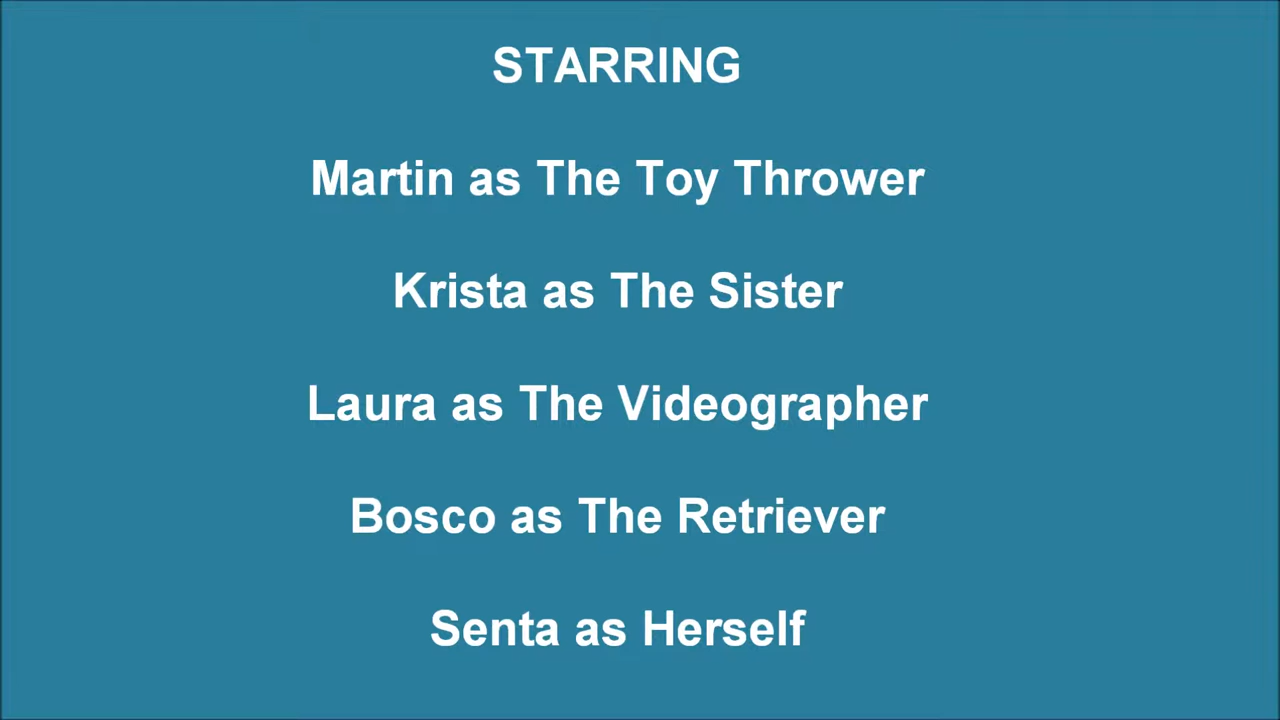 STARRING
Martin as The Toy Thrower
Krista as The Sister
Laura as The Videographer
Bosco as The Retriever
Senta as Herself